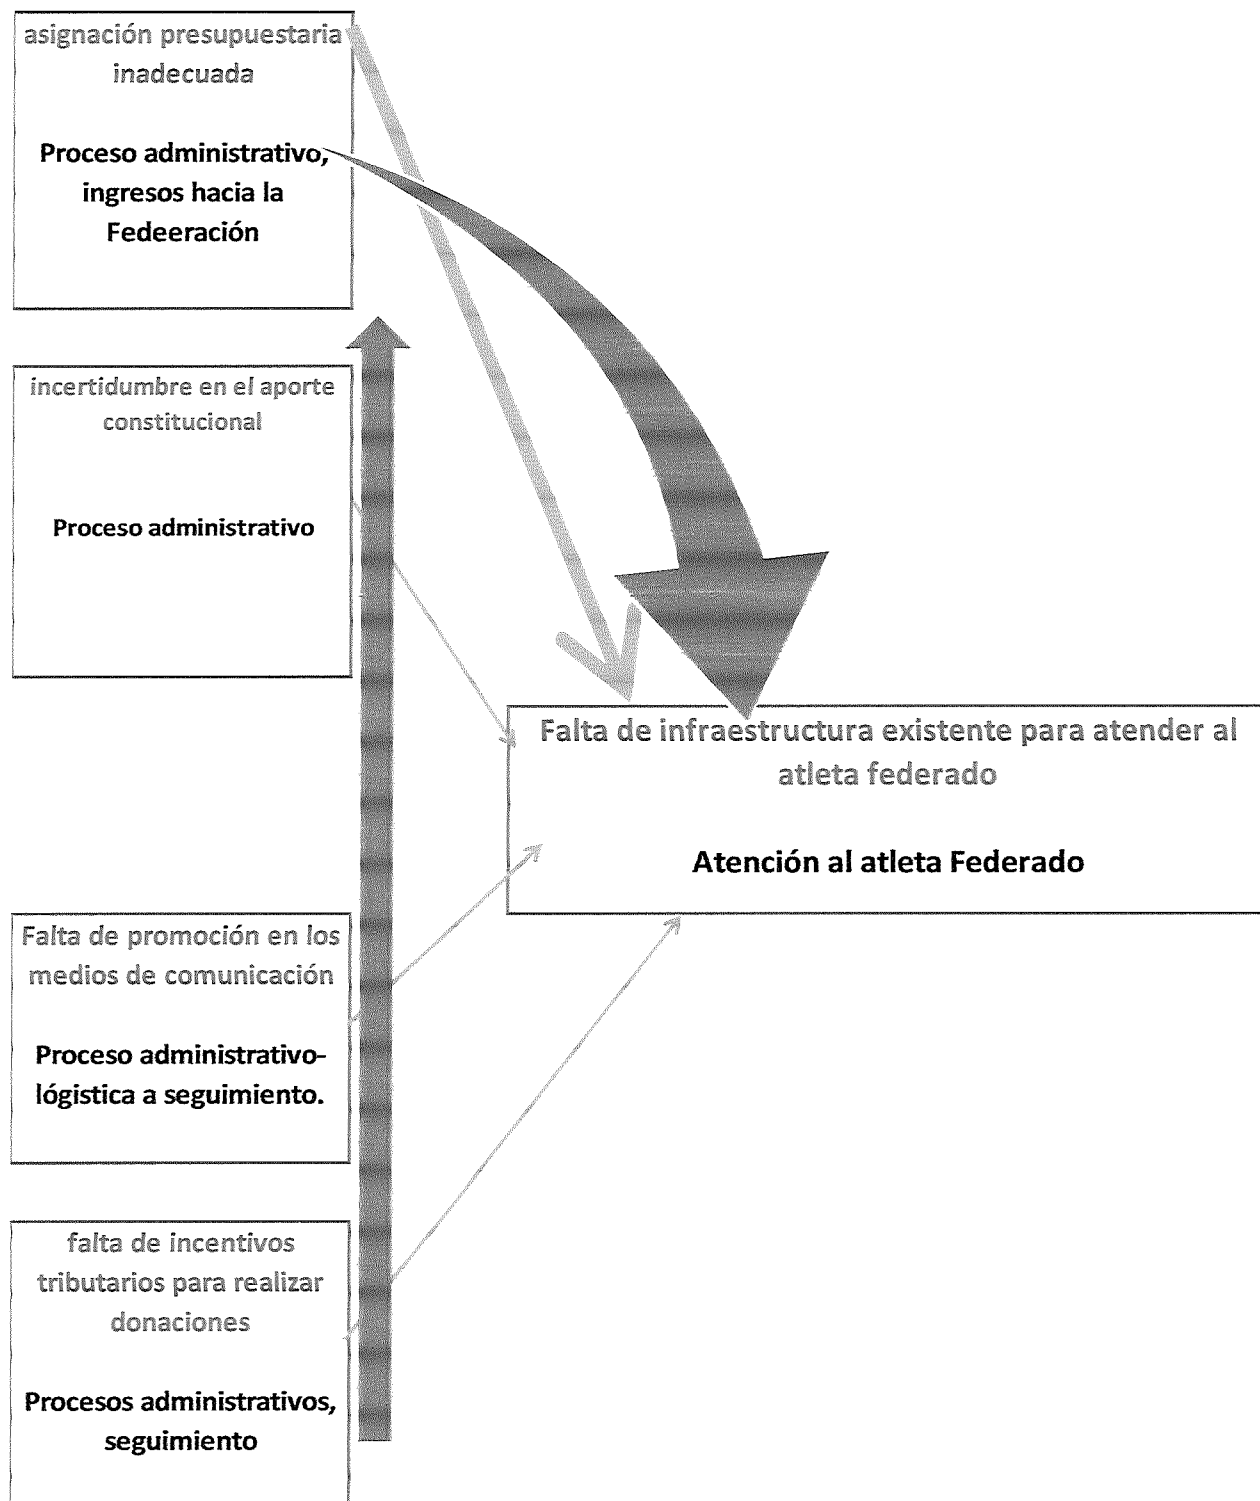 asignación presupuestaria
inadecuada
Proceso administrativo,
ingresos hacia la
Fedeeración
incertidumbre en el aporte
constitucional
Proceso administrativo
Falta de infraestructura existente para atender al
atleta federado
Atención al atleta Federado
Falta de promoción en los
medios de comunicación
Proceso administrativo-
lógistica a seguimiento.
falta de incentivos
tributarios para realizar
donaciones
Procesos administrativos,
seguimiento